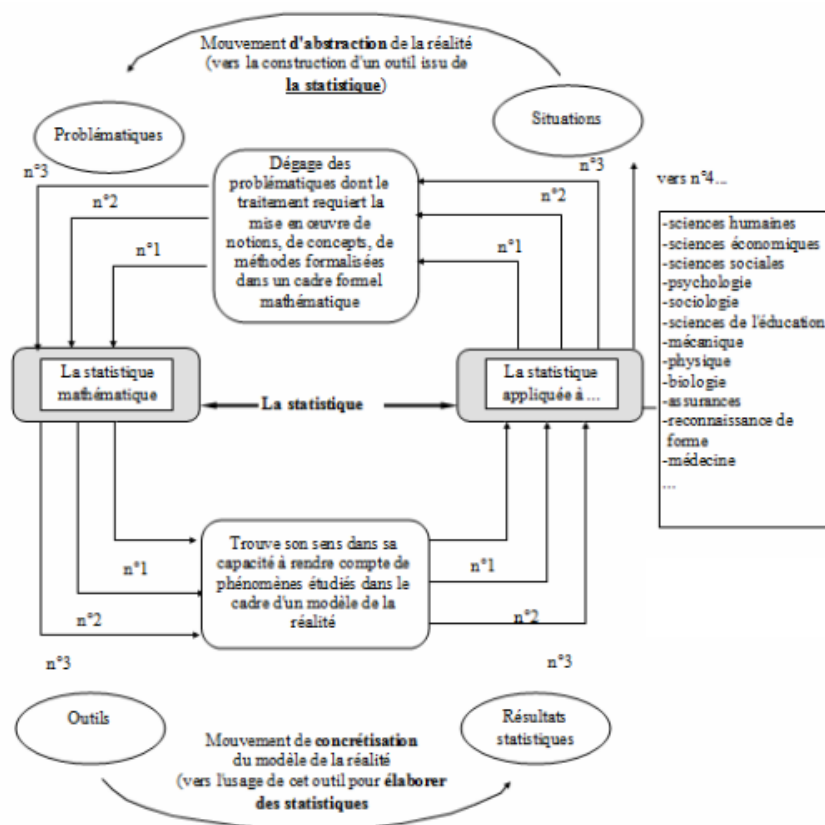 Mouvement d'abstraction de la réalité
(vers la construction d'un outil issu de
la statistique)
Problématiques
Situations
n°3
n°2
n°1
Dégage des
problématiques dont le
traitement requiert la
mise en œuvre de
notions, de concepts, de
méthodes formalisées
dans un cadre formel
mathématique
n°3
n°2
n°1
vers n°4...
-sciences humaines
-sciences économiques
-sciences sociales
-psychologie
-sociologie
-sciences de l'éducation
-mécanique
-physique
-biologie
-assurances
-reconnaissance de
forme
-médecine
...
La statistique
mathématique
La statistique
La statistique
appliquée à ...
Trouve son sens dans sa
capacité à rendre compte de
phénomènes étudiés dans le
cadre d'un modèle de la
réalité
n°1
n°2
n°3
n°1
n°2
n°3
Outils
Résultats
statistiques
Mouvement de concrétisation
du modèle de la réalité
(vers l'usage de cet outil pour élaborer
des statistiques